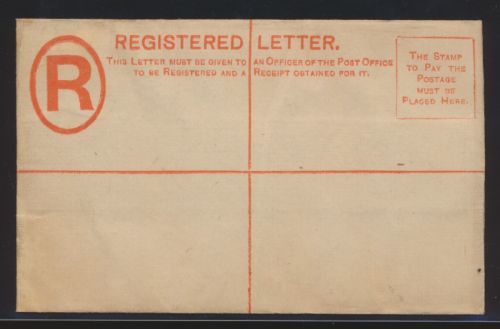 R
REGISTERED LETTER.
THIS LETTER MUST BE GIVEN TO AN OFFICER OF THE POST OFFICE
TO BE REGISTERED AND A RECEIPT OBTAINED FOR IT.
THE STAMP
TO PAY THE
POSTAGE
MUST BE
PLACED HERE.